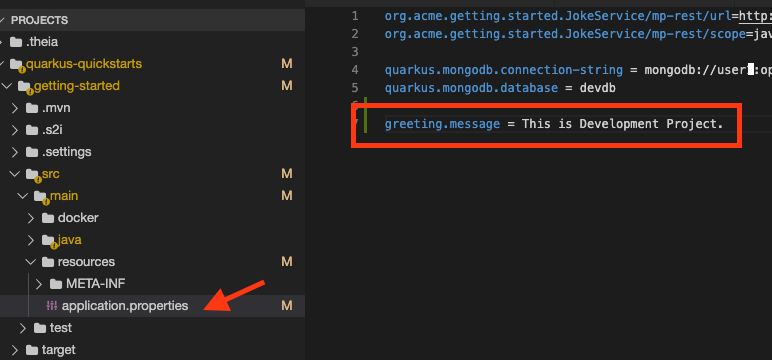 PROJECTS
.theia
quarkus-quickstarts M
getting-started M
.mvn
.s2i
.settings
src M
main M
docker
java
resources M
META-INF
application.properties M
test
target
1 org.acme.getting.started.JokeService/mp-rest/url=http:
2 org.acme.getting.started.JokeService/mp-rest/scope=jav
3
4 quarkus.mongodb.connection-string = mongodb://user1:op
5 quarkus.mongodb.database = devdb
6
7 greeting.message = This is Development Project.